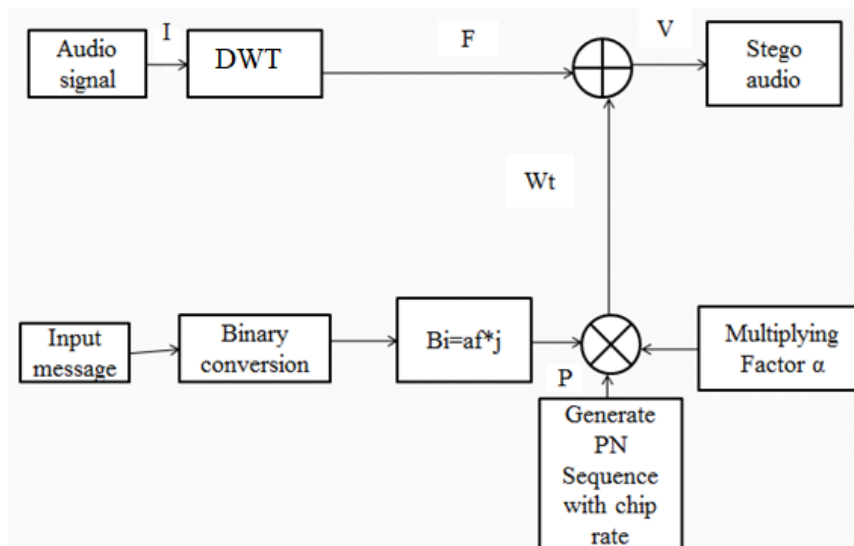 I
F
V
Audio
signal
DWT
Stego
audio
Wt
Input
message
Binary
conversion
Bi=af*j
Multiplying
Factor α
P
Generate
PN
Sequence
with chip
rate